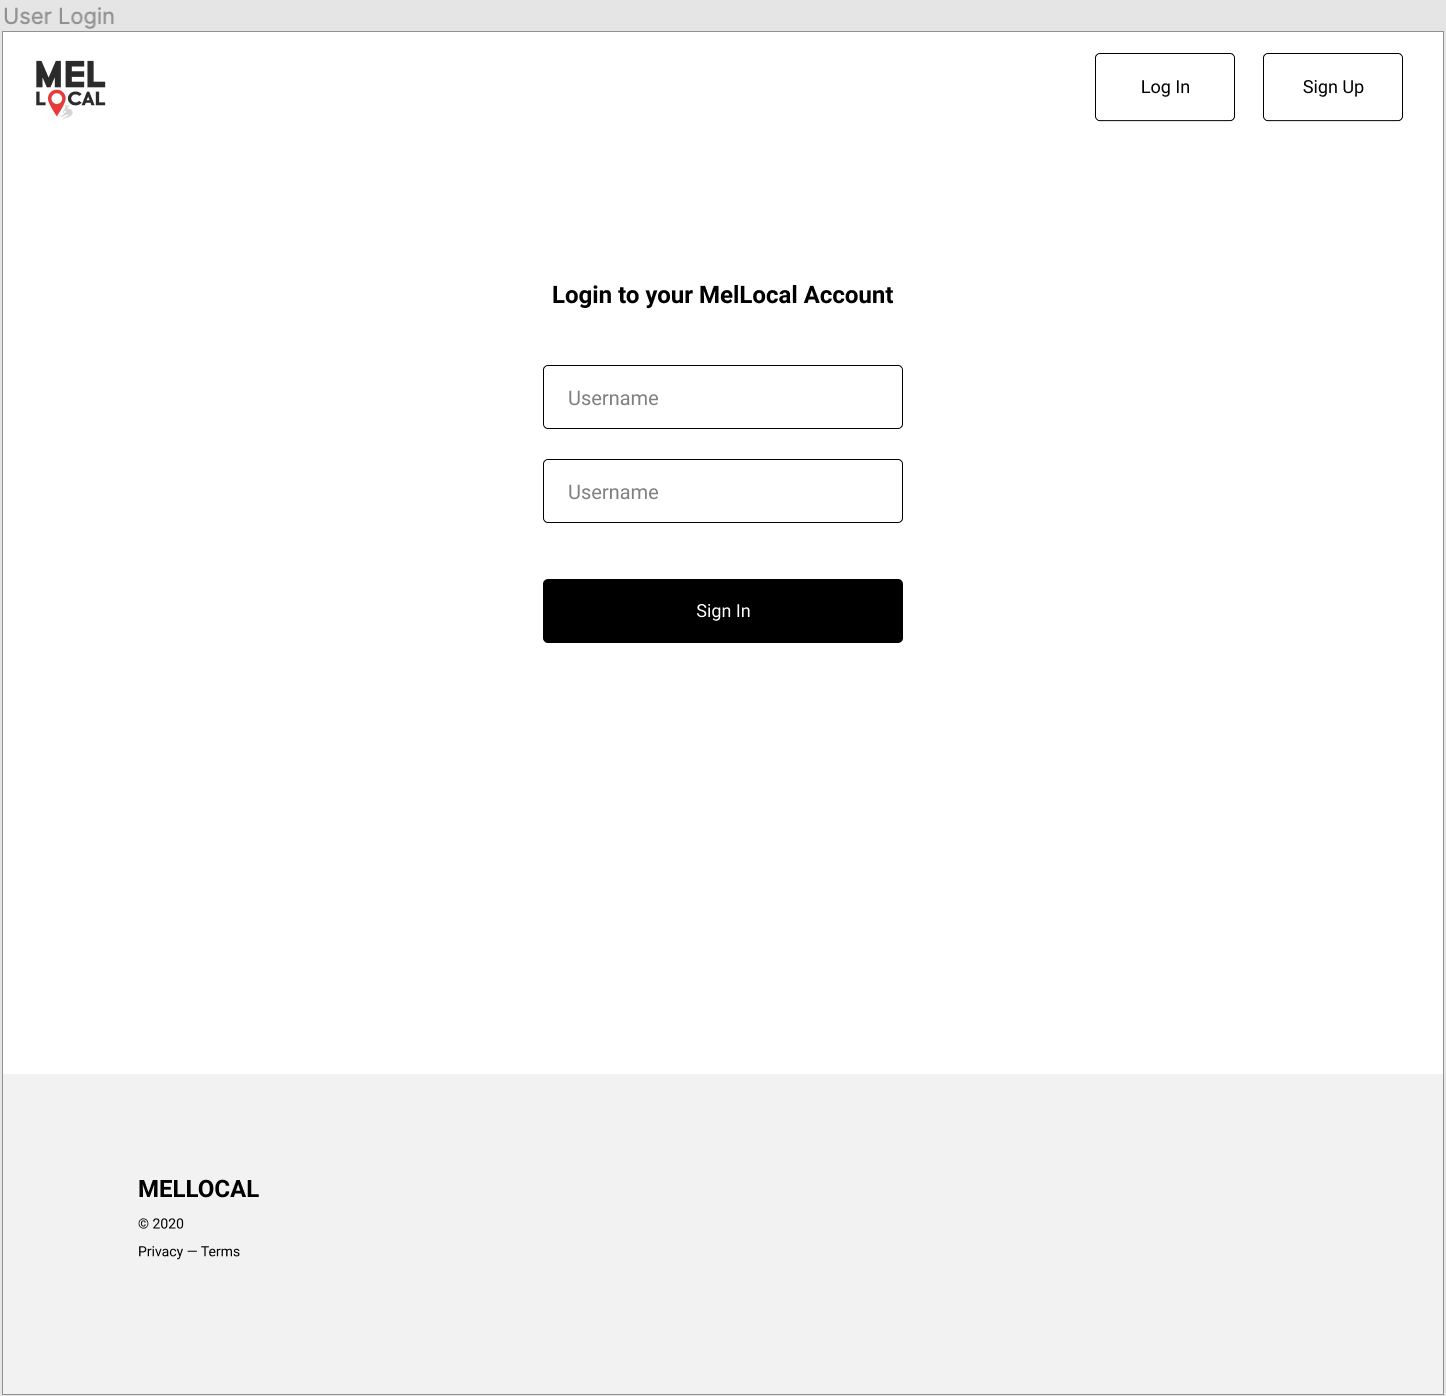 User Login
MEL
LOCAL
Log In
Sign Up
Login to your MelLocal Account
Username
Username
Sign In
MELLOCAL
© 2020
Privacy — Terms